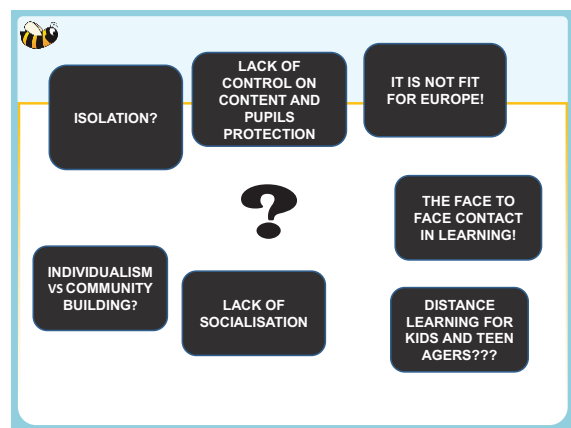 ISOLATION?
LACK OF
CONTROL ON
CONTENT AND
PUPILS
PROTECTION
IT IS NOT FIT
FOR EUROPE!
?
THE FACE TO
FACE CONTACT
IN LEARNING!
INDIVIDUALISM
VS COMMUNITY
BUILDING?
LACK OF
SOCIALISATION
DISTANCE
LEARNING FOR
KIDS AND TEEN
AGERS???